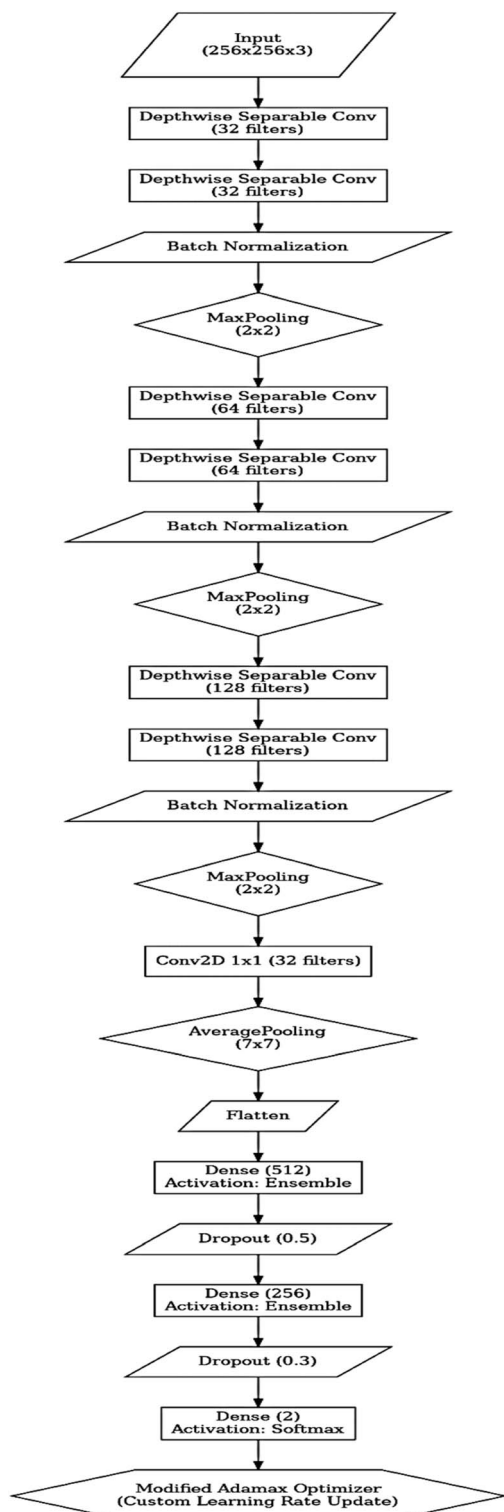 Input
(256x256x3)
Depthwise Separable Conv
(32 filters)
Depthwise Separable Conv
(32 filters)
Batch Normalization
MaxPooling
(2x2)
Depthwise Separable Conv
(64 filters)
Depthwise Separable Conv
(64 filters)
Batch Normalization
MaxPooling
(2x2)
Depthwise Separable Conv
(128 filters)
Depthwise Separable Conv
(128 filters)
Batch Normalization
MaxPooling
(2x2)
Conv2D 1x1 (32 filters)
AveragePooling
(7x7)
Flatten
Dense (512)
Activation: Ensemble
Dropout (0.5)
Dense (256)
Activation: Ensemble
Dropout (0.3)
Dense (2)
Activation: Softmax
Modified Adamax Optimizer
(Custom Learning Rate Update)